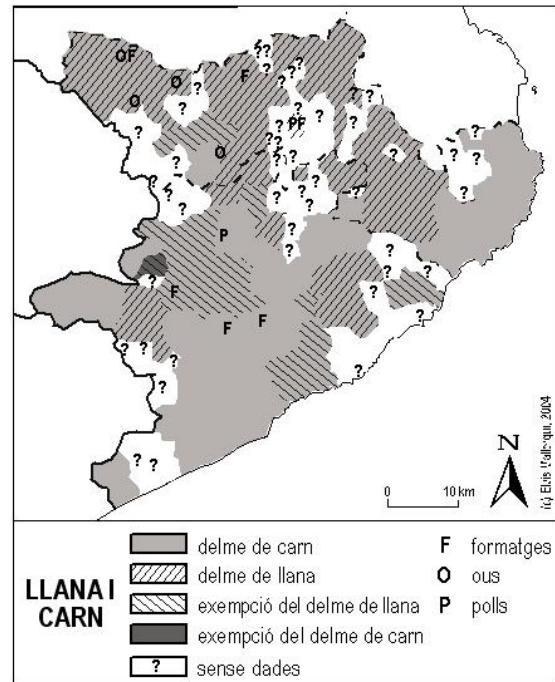 OF
F
O
O
PF
O
P
F
F
F
N
0 10 km
(c) Elvis Mallorquí, 2004
LLANA I
CARN
delme de carn
delme de llana
exempció del delme de llana
exempció del delme de carn
? sense dades
F formatges
O ous
P polls